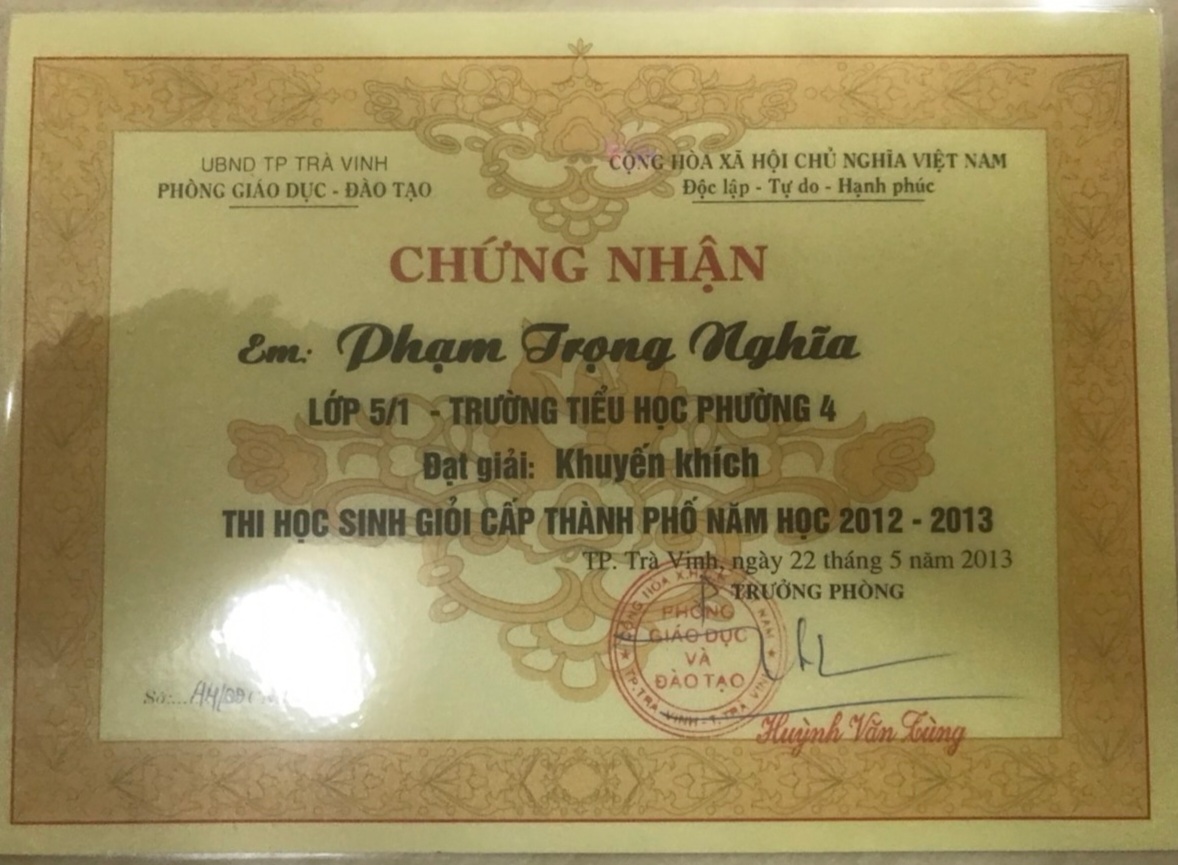 UBND TP TRÀ VINH
PHÒNG GIÁO DỤC - ĐÀO TẠO
CỘNG HÒA XÃ HỘI CHỦ NGHĨA VIỆT NAM
Độc lập - Tự do - Hạnh phúc
CHỨNG NHẬN
Em: Phạm Trọng Nghĩa
LỚP 5/1 - TRƯỜNG TIỂU HỌC PHƯỜNG 4
Đạt giải: Khuyến khích
THI HỌC SINH GIỎI CẤP THÀNH PHỐ NĂM HỌC 2012 - 2013
TP. Trà Vinh, ngày 22 tháng 5 năm 2013
TRƯỞNG PHÒNG
PHÒNG
GIÁO DỤC
VÀ
ĐÀO TẠO
TP. TRÀ VINH - T. TRÀ VINH
Số:...
Huỳnh Văn Tùng